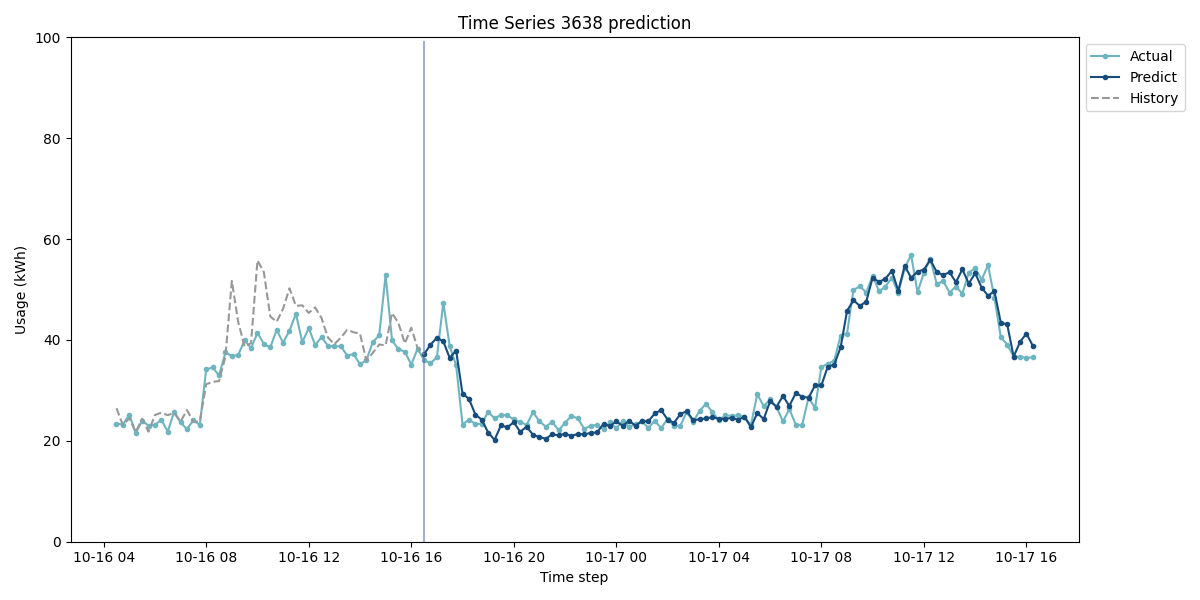 Time Series 3638 prediction
100
80
60
40
20
0
Usage (kWh)
10-16 04
10-16 08
10-16 12
10-16 16
10-16 20
10-17 00
10-17 04
10-17 08
10-17 12
10-17 16
Time step
Actual
Predict
History